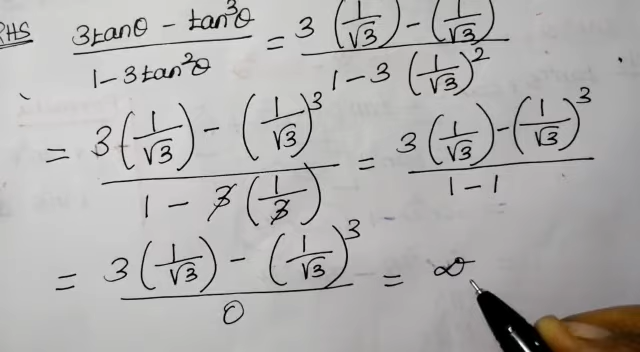 RHS (3tanθ - tan³θ)/(1-3tan²θ) = (3(1/√3) - (1/√3))/(1-3(1/√3)²)
= (3(1/√3) - (1/√3)³)/(1 - 3(1/3)) = (3(1/√3) - (1/√3)³)/(1-1)
= (3(1/√3) - (1/√3)³)/0 = ∞